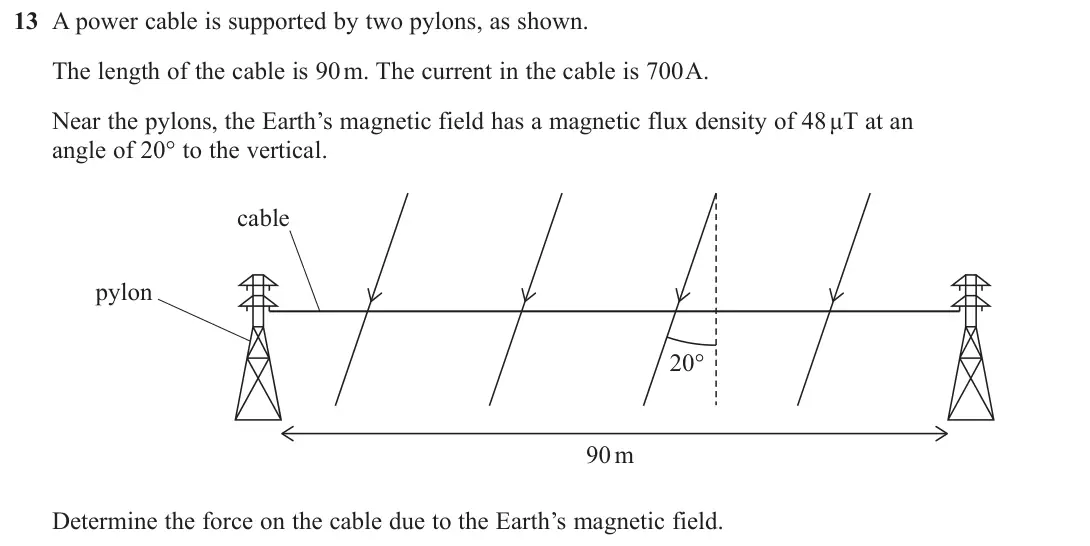 13 A power cable is supported by two pylons, as shown.
The length of the cable is 90 m. The current in the cable is 700 A.
Near the pylons, the Earth's magnetic field has a magnetic flux density of 48 μT at an
angle of 20° to the vertical.
cable
pylon
20°
90 m
Determine the force on the cable due to the Earth's magnetic field.